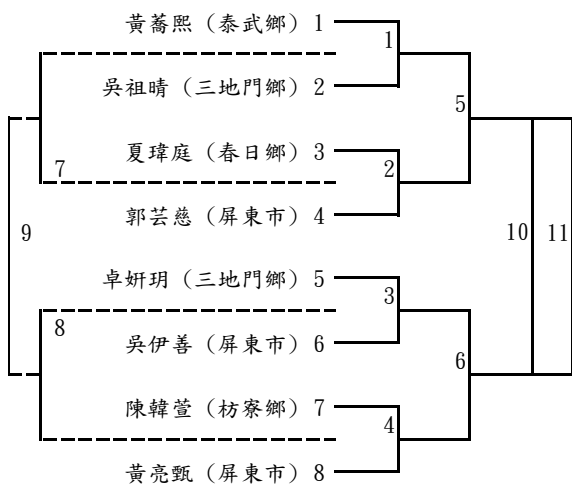 黃蕎熙（泰武鄉）1
1
吳祖晴（三地門鄉）2
5
夏瑋庭（春日鄉）3
7
2
郭芸慈（屏東市）4
9
10
11
卓妍玥（三地門鄉）5
3
8
吳伊善（屏東市）6
6
陳韓萱（枋寮鄉）7
4
黃亮甄（屏東市）8